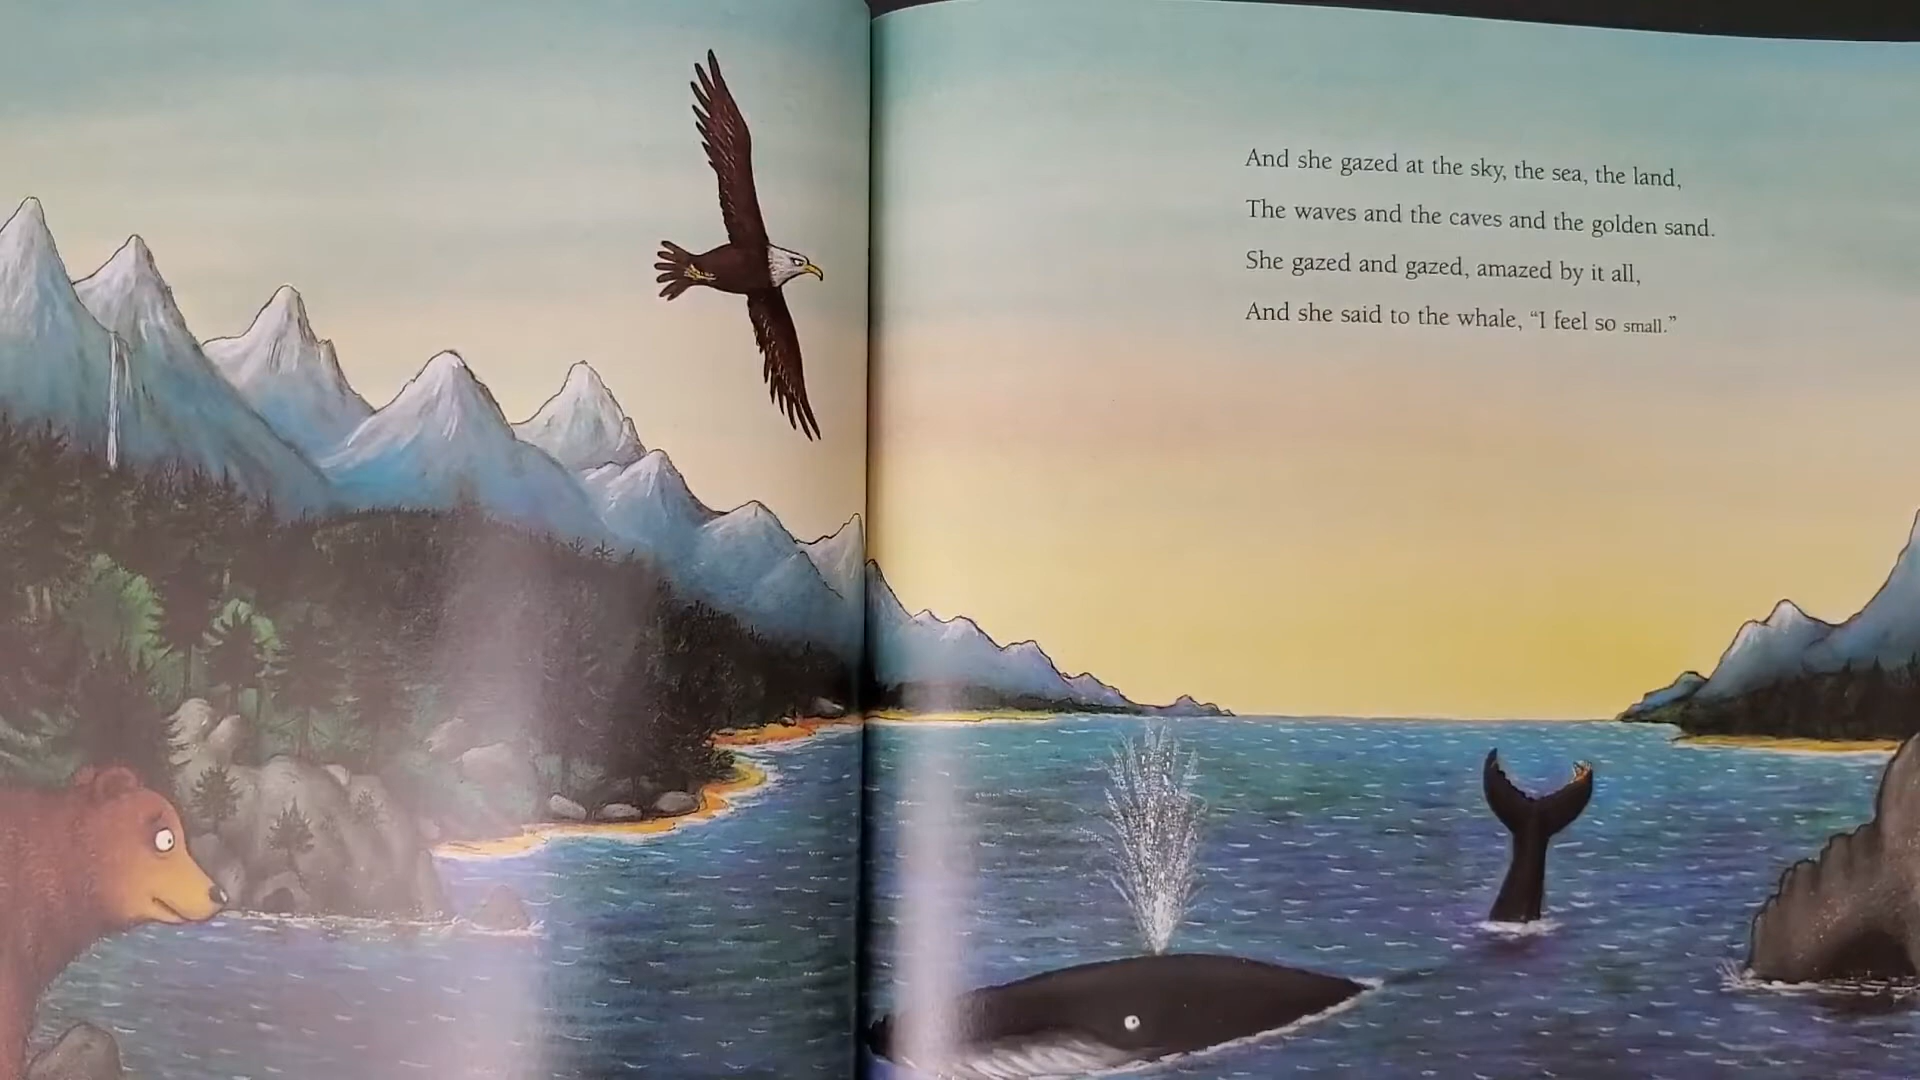 And she gazed at the sky, the sea, the land,
The waves and the caves and the golden sand.
She gazed and gazed, amazed by it all,
And she said to the whale, “I feel so small.”